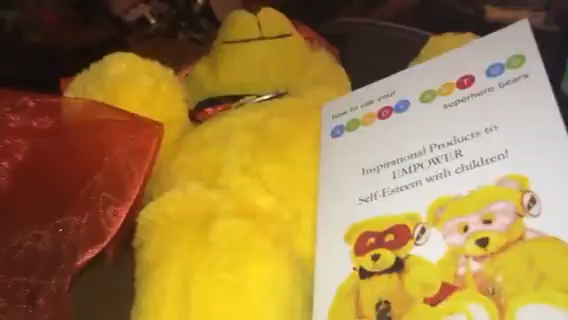 how to use your
superhero bears
Inspirational Products to
EMPOWER
Self-Esteem with children!